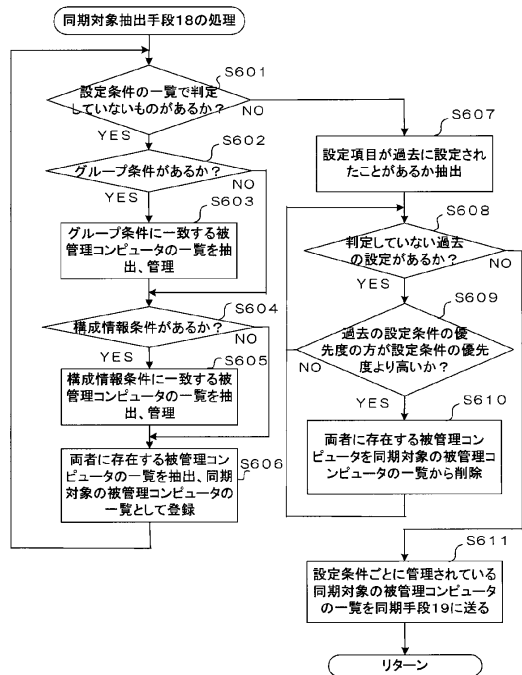 同期対象抽出手段18の処理
S601
設定条件の一覧で判定
していないものがあるか?
NO
YES
S602
グループ条件があるか?
NO
YES
S603
グループ条件に一致する被
管理コンピュータの一覧を抽
出、管理
S604
構成情報条件があるか?
NO
YES
S605
構成情報条件に一致する被
管理コンピュータの一覧を抽
出、管理
S606
両者に存在する被管理コン
ピュータの一覧を抽出、同期
対象の被管理コンピュータの
一覧として登録
S607
設定項目が過去に設定され
たことがあるか抽出
S608
判定していない過去
の設定があるか?
NO
YES
S609
過去の設定条件の優
先度の方が設定条件の優先
度より高いか?
NO
YES
S610
両者に存在する被管理コン
ピュータを同期対象の被管理コ
ンピュータの一覧から削除
S611
設定条件ごとに管理されている
同期対象の被管理コンピュータ
の一覧を同期手段19に送る
リターン